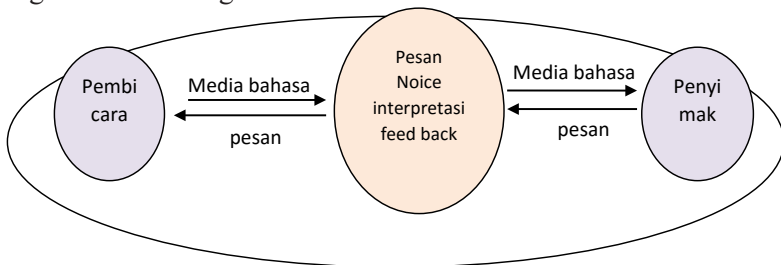 Pembi
cara
Media bahasa
pesan
Pesan
Noice
interpretasi
feed back
Media bahasa
pesan
Penyi
mak